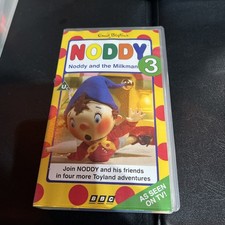 Enid Blyton
NODDY
Noddy and the Milkman
3
U
Join NODDY and his friends
in four more Toyland adventures
AS SEEN
ON TV!
BBC